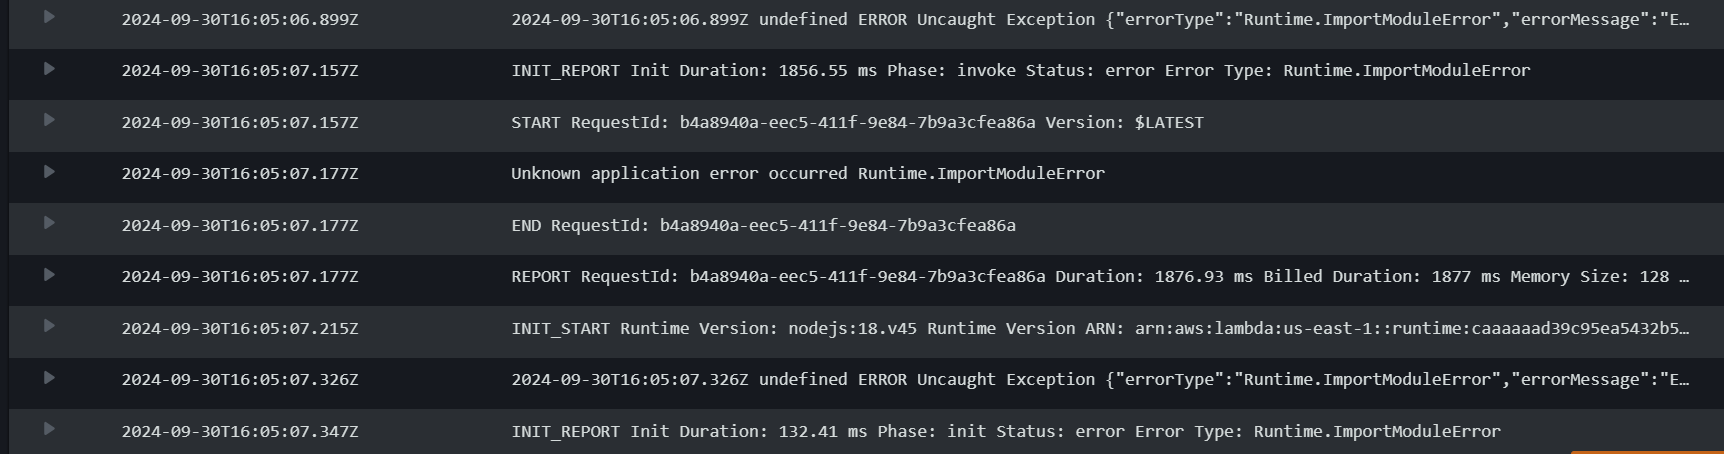 2024-09-30T16:05:06.899Z 2024-09-30T16:05:06.899Z undefined ERROR Uncaught Exception {"errorType":"Runtime.ImportModuleError","errorMessage":"E…
2024-09-30T16:05:07.157Z INIT_REPORT Init Duration: 1856.55 ms Phase: invoke Status: error Error Type: Runtime.ImportModuleError
2024-09-30T16:05:07.157Z START RequestId: b4a8940a-eec5-411f-9e84-7b9a3cfea86a Version: $LATEST
2024-09-30T16:05:07.177Z Unknown application error occurred Runtime.ImportModuleError
2024-09-30T16:05:07.177Z END RequestId: b4a8940a-eec5-411f-9e84-7b9a3cfea86a
2024-09-30T16:05:07.177Z REPORT RequestId: b4a8940a-eec5-411f-9e84-7b9a3cfea86a Duration: 1876.93 ms Billed Duration: 1877 ms Memory Size: 128 …
2024-09-30T16:05:07.215Z INIT_START Runtime Version: nodejs:18.v45 Runtime Version ARN: arn:aws:lambda:us-east-1::runtime:caaaaaad39c95ea5432b5…
2024-09-30T16:05:07.326Z 2024-09-30T16:05:07.326Z undefined ERROR Uncaught Exception {"errorType":"Runtime.ImportModuleError","errorMessage":"E…
2024-09-30T16:05:07.347Z INIT_REPORT Init Duration: 132.41 ms Phase: init Status: error Error Type: Runtime.ImportModuleError